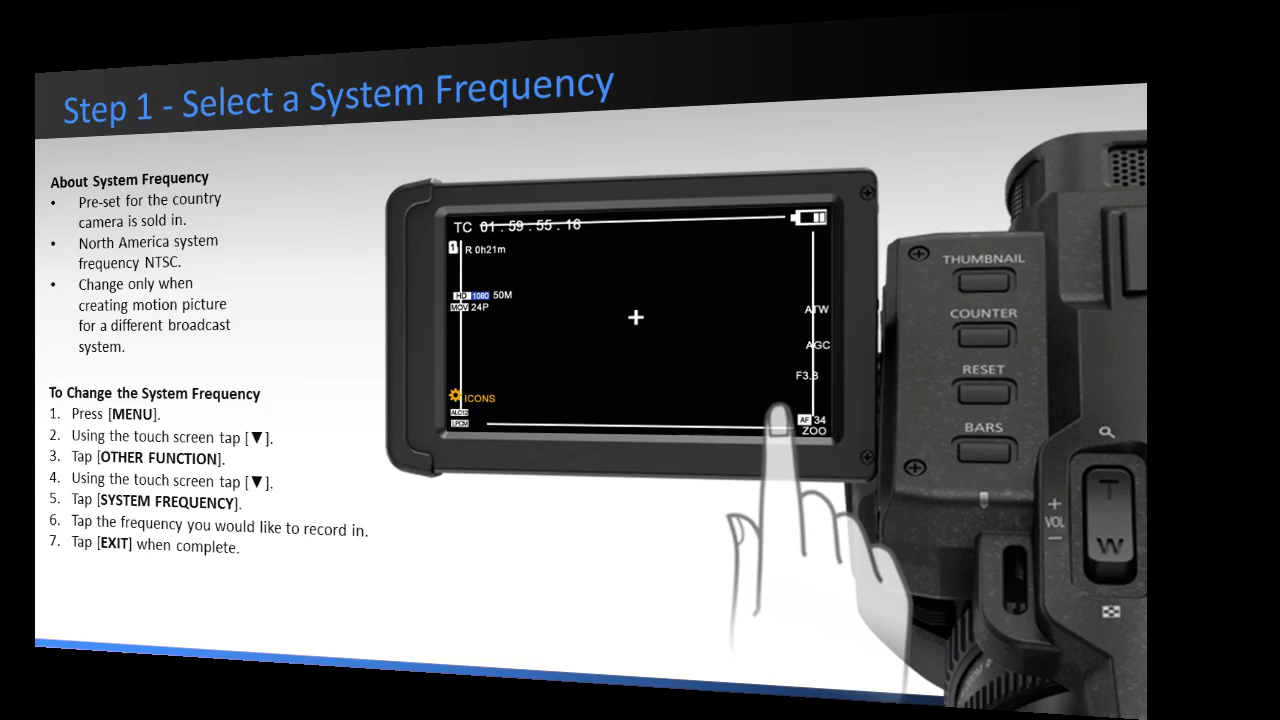 Step 1 - Select a System Frequency
About System Frequency
• Pre-set for the country
camera is sold in.
• North America system
frequency NTSC.
• Change only when
creating motion picture
for a different broadcast
system.
To Change the System Frequency
1. Press [MENU].
2. Using the touch screen tap [▼].
3. Tap [OTHER FUNCTION].
4. Using the touch screen tap [▼].
5. Tap [SYSTEM FREQUENCY].
6. Tap the frequency you would like to record in.
7. Tap [EXIT] when complete.
TC 01 : 59 : 55 : 16
1 R 0h21m
HD 1080 50M
MOV 24P
ATW
AGC
F3.8
ICONS
LPCM
AF 34
ZOO
THUMBNAIL
COUNTER
RESET
BARS
+
VOL
−
T
W